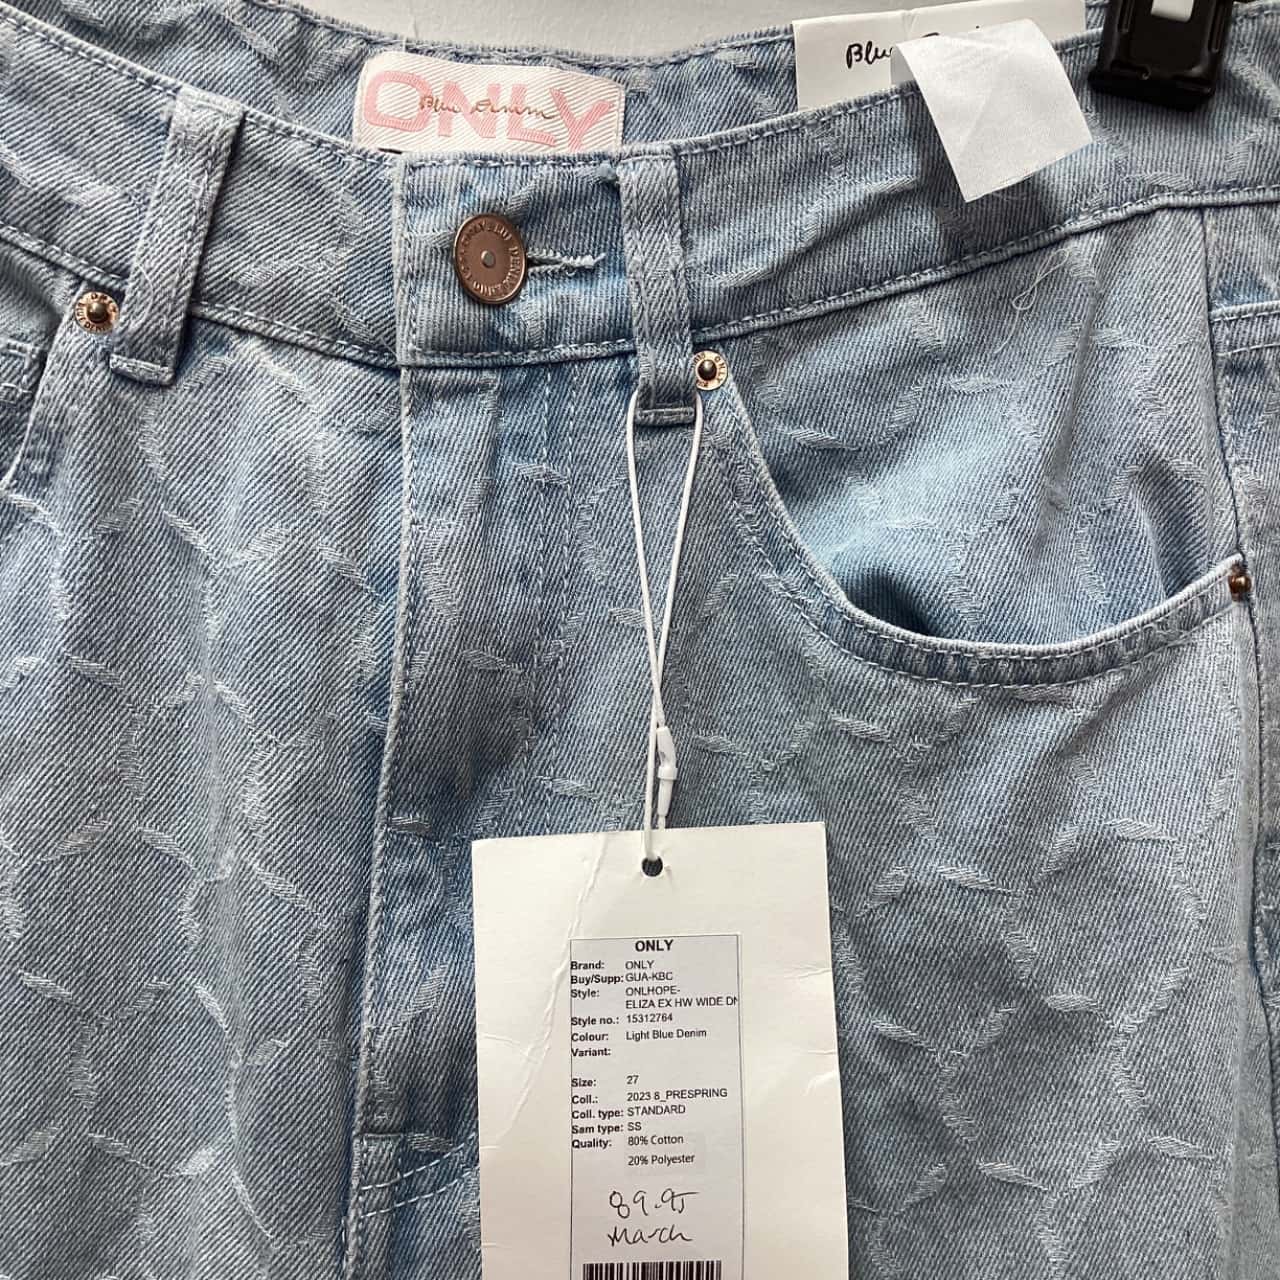 ONLY
Blue Denim
Blu
ONLY
Brand: ONLY
Buy/Supp: GUA-KBC
Style: ONLHOPE-
ELIZA EX HW WIDE DN
Style no.: 15312764
Colour: Light Blue Denim
Variant:
Size: 27
Coll.: 2023 8_PRESPRING
Coll. type: STANDARD
Sam type: SS
Quality: 80% Cotton
20% Polyester
89.95
March